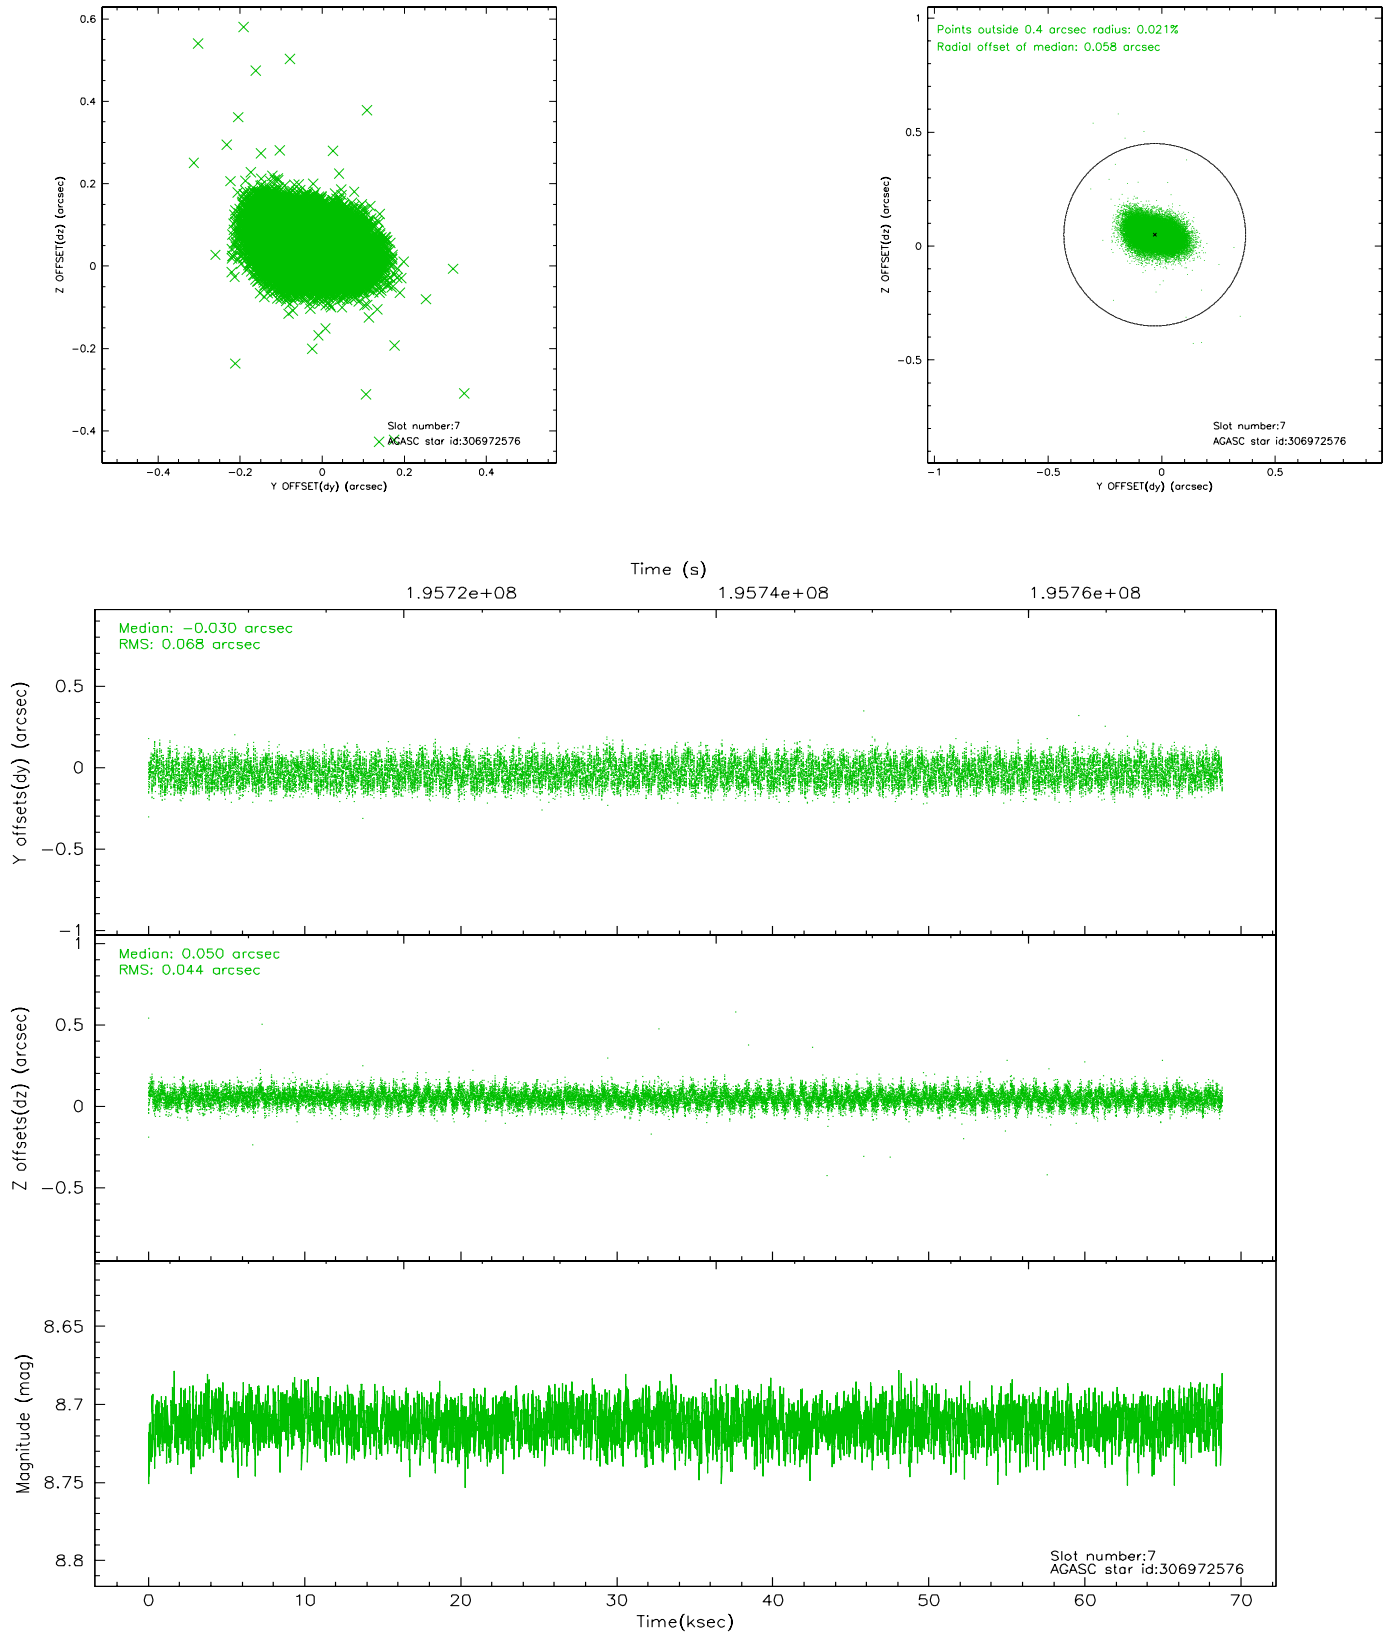 0.6
0.4
0.2
0
−0.2
−0.4
Z OFFSET(dz) (arcsec)
−0.4 −0.2 0 0.2 0.4
Y OFFSET(dy) (arcsec)
Slot number:7
AGASC star id:306972576
Points outside 0.4 arcsec radius: 0.021%
Radial offset of median: 0.058 arcsec
1
0.5
0
−0.5
Z OFFSET(dz) (arcsec)
−1 −0.5 0 0.5
Y OFFSET(dy) (arcsec)
Slot number:7
AGASC star id:306972576
Time (s)
1.9572e+08 1.9574e+08 1.9576e+08
Median: −0.030 arcsec
RMS: 0.068 arcsec
0.5
0
−0.5
−1
Y offsets(dy) (arcsec)
Median: 0.050 arcsec
RMS: 0.044 arcsec
1
0.5
0
−0.5
Z offsets(dz) (arcsec)
8.65
8.7
8.75
8.8
Magnitude (mag)
Slot number:7
AGASC star id:306972576
0 10 20 30 40 50 60 70
Time(ksec)